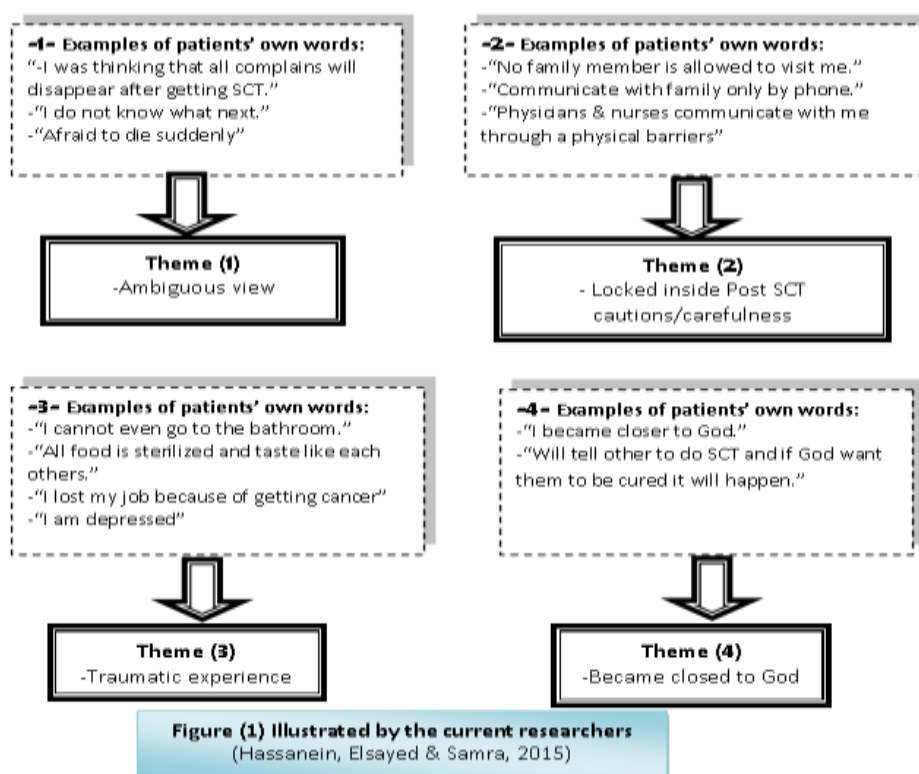 -1- Examples of patients' own words:
"-I was thinking that all complains will
disappear after getting SCT."
-"I do not know what next."
-"Afraid to die suddenly"
Theme (1)
-Ambiguous view
-2- Examples of patients' own words:
-"No family member is allowed to visit me."
-"Communicate with family only by phone."
-"Physicians & nurses communicate with me
through a physical barriers"
Theme (2)
- Locked inside Post SCT
cautions/carefulness
-3- Examples of patients' own words:
-"I cannot even go to the bathroom."
-"All food is sterilized and taste like each
others."
-"I lost my job because of getting cancer"
-"I am depressed"
Theme (3)
-Traumatic experience
-4- Examples of patients' own words:
-"I became closer to God."
-"Will tell other to do SCT and if God want
them to be cured it will happen."
Theme (4)
-Became closed to God
Figure (1) Illustrated by the current researchers
(Hassanein, Elsayed & Samra, 2015)